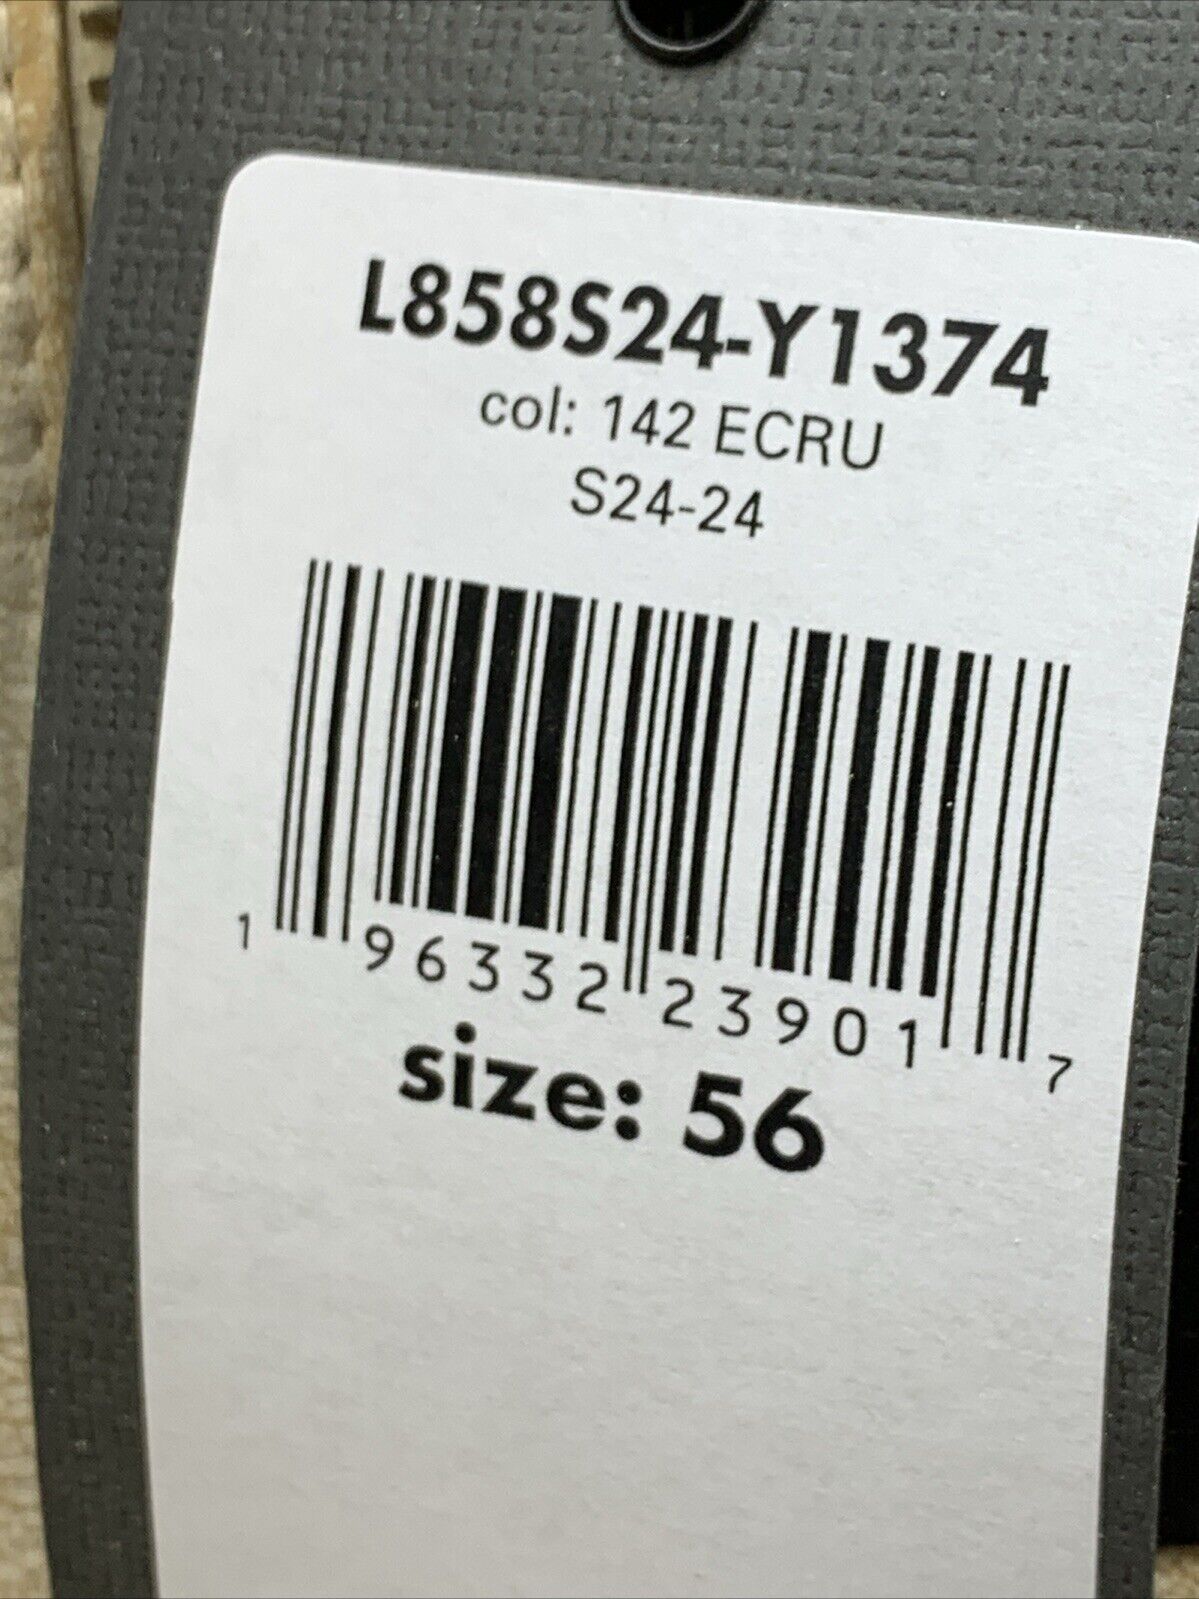 L858S24-Y1374
col: 142 ECRU
S24-24
1 96332 23901 7
size: 56